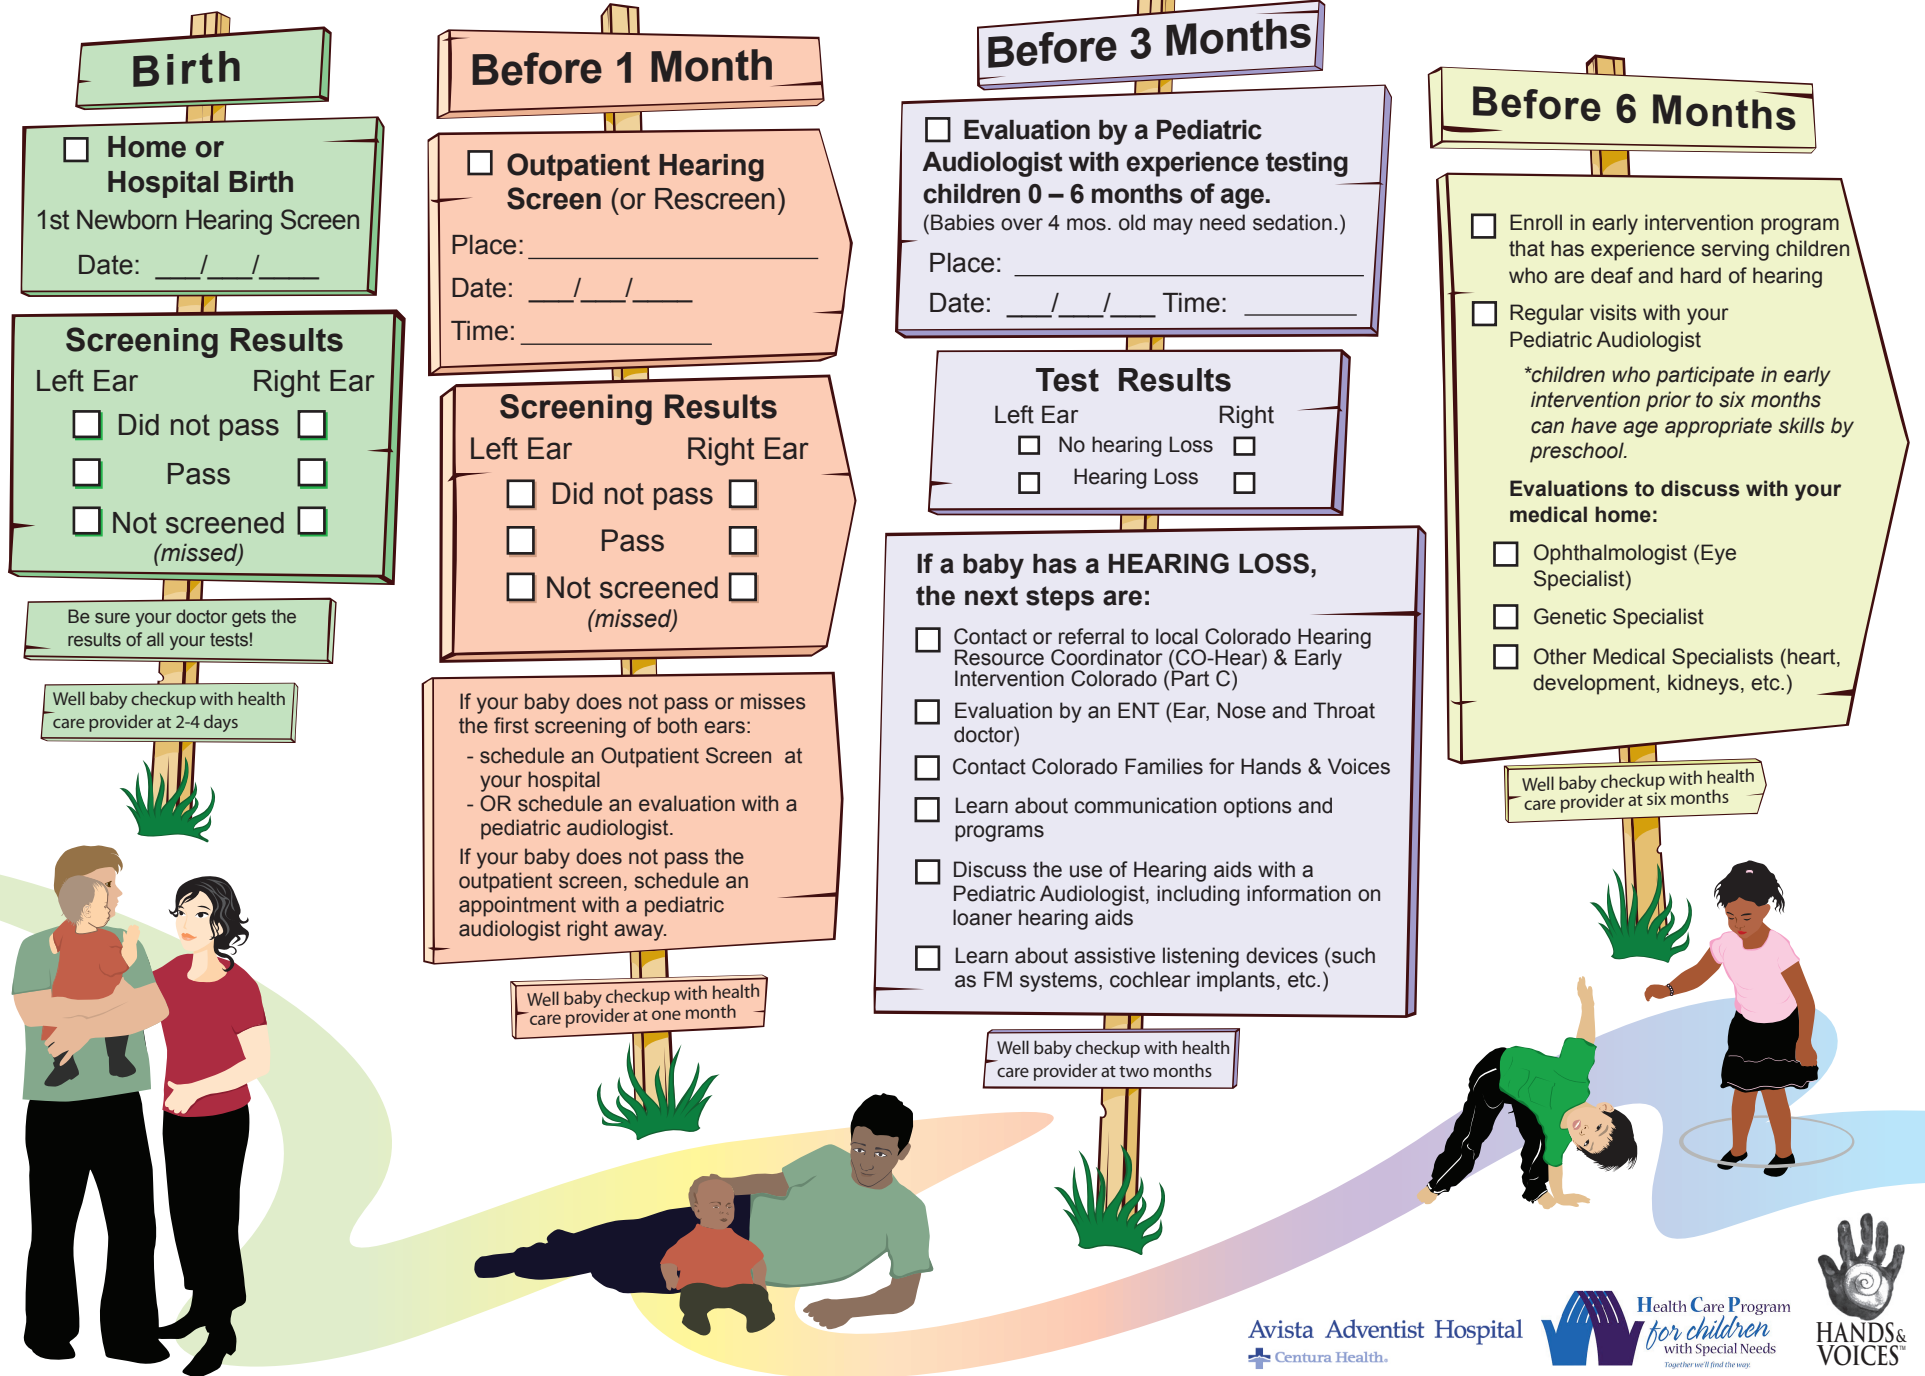 Birth
Home or
Hospital Birth
1st Newborn Hearing Screen
Date: ___/___/____
Screening Results
Left Ear Right Ear
Did not pass
Pass
Not screened
(missed)
Be sure your doctor gets the
results of all your tests!
Well baby checkup with health
care provider at 2-4 days
Before 1 Month
Outpatient Hearing
Screen (or Rescreen)
Place: ____________________
Date: ___/___/____
Time: _____________
Screening Results
Left Ear Right Ear
Did not pass
Pass
Not screened
(missed)
If your baby does not pass or misses
the first screening of both ears:
- schedule an Outpatient Screen at
your hospital
- OR schedule an evaluation with a
pediatric audiologist.
If your baby does not pass the
outpatient screen, schedule an
appointment with a pediatric
audiologist right away.
Well baby checkup with health
care provider at one month
Before 3 Months
Evaluation by a Pediatric
Audiologist with experience testing
children 0 – 6 months of age.
(Babies over 4 mos. old may need sedation.)
Place: ________________________
Date: ___/___/___ Time: ________
Test Results
Left Ear Right
No hearing Loss
Hearing Loss
If a baby has a HEARING LOSS,
the next steps are:
Contact or referral to local Colorado Hearing
Resource Coordinator (CO-Hear) & Early
Intervention Colorado (Part C)
Evaluation by an ENT (Ear, Nose and Throat
doctor)
Contact Colorado Families for Hands & Voices
Learn about communication options and
programs
Discuss the use of Hearing aids with a
Pediatric Audiologist, including information on
loaner hearing aids
Learn about assistive listening devices (such
as FM systems, cochlear implants, etc.)
Well baby checkup with health
care provider at two months
Before 6 Months
Enroll in early intervention program
that has experience serving children
who are deaf and hard of hearing
Regular visits with your
Pediatric Audiologist
*children who participate in early
intervention prior to six months
can have age appropriate skills by
preschool.
Evaluations to discuss with your
medical home:
Ophthalmologist (Eye
Specialist)
Genetic Specialist
Other Medical Specialists (heart,
development, kidneys, etc.)
Well baby checkup with health
care provider at six months
Avista Adventist Hospital
Centura Health.
Health Care Program
for children
with Special Needs
Together we'll find the way.
HANDS&
VOICES™